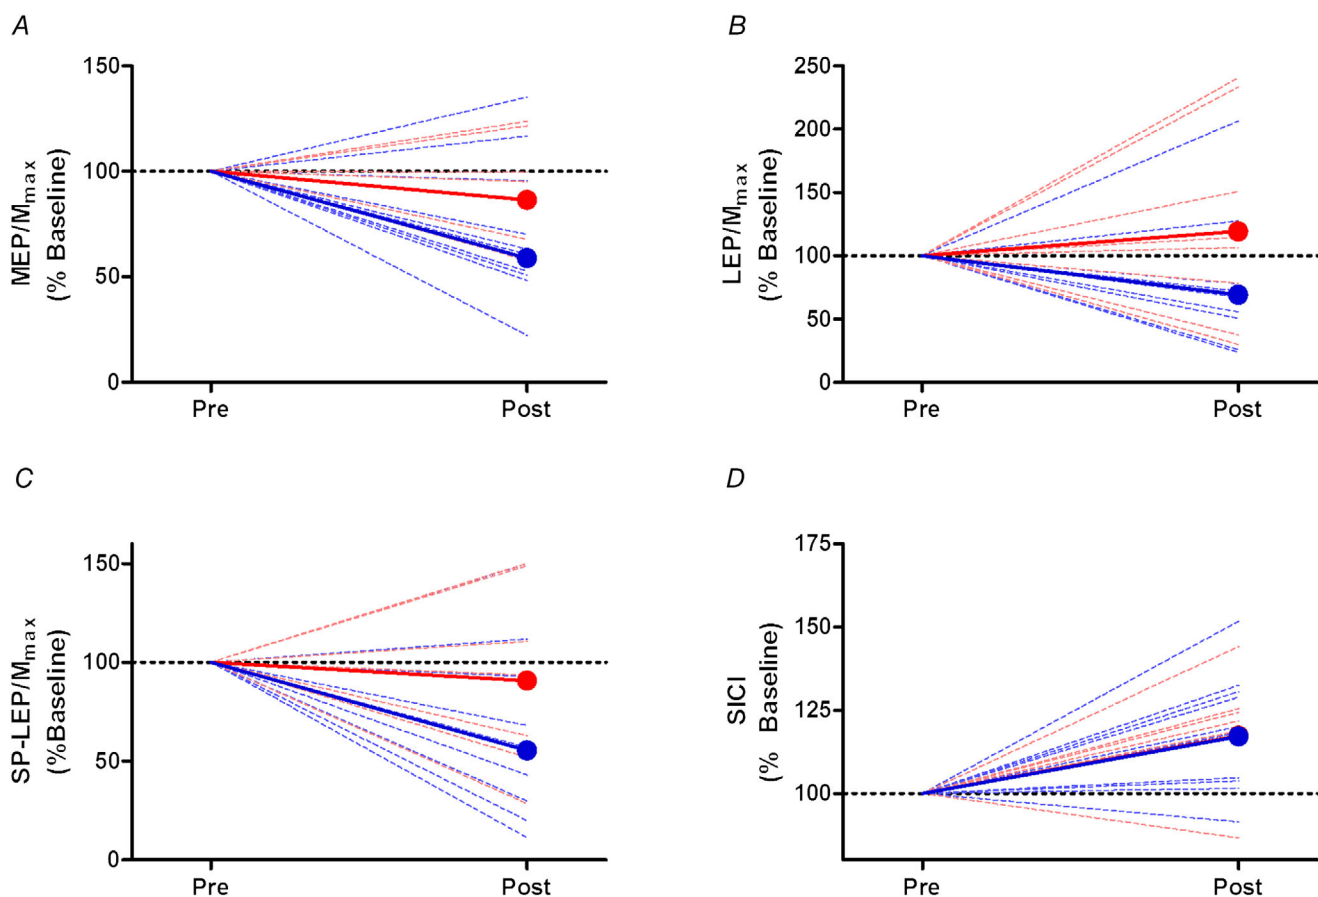 A
MEP/Mmax
(% Baseline)
150
100
50
0
Pre
Post
B
LEP/Mmax
(% Baseline)
250
200
150
100
50
0
Pre
Post
C
SP-LEP/Mmax
(%Baseline)
150
100
50
0
Pre
Post
D
SICI
(% Baseline)
175
150
125
100
Pre
Post